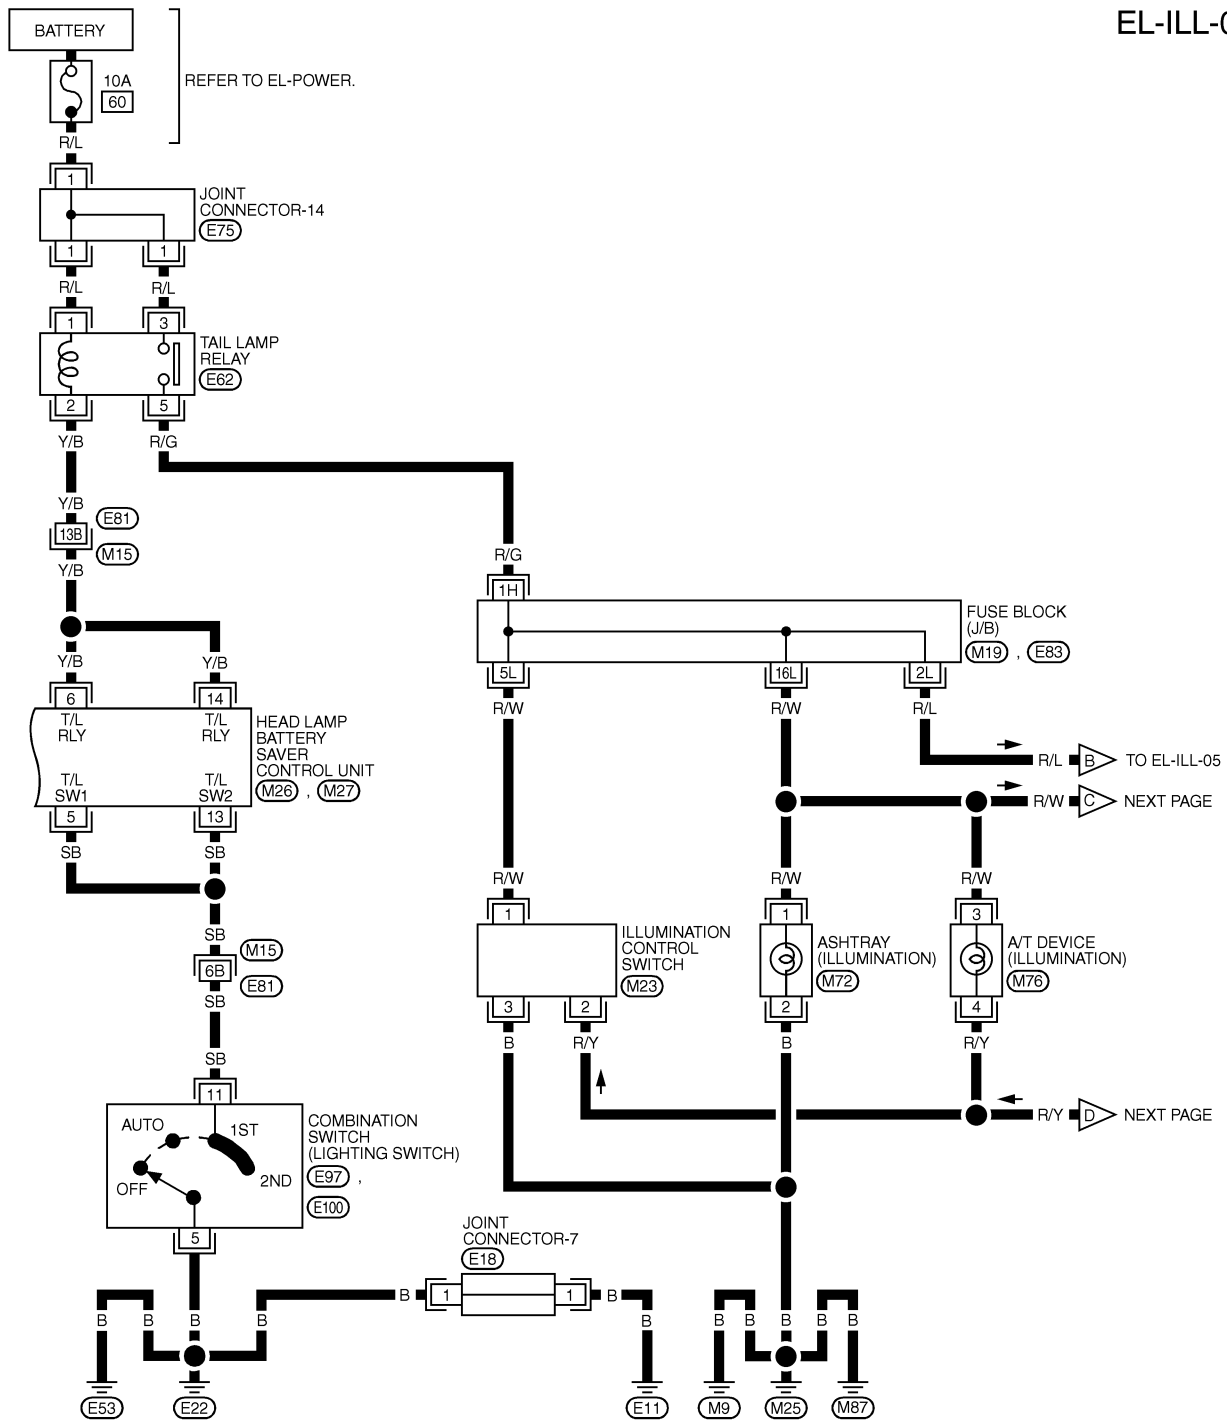 EL-ILL-0
BATTERY
10A
60
REFER TO EL-POWER.
R/L
1
JOINT
CONNECTOR-14
E75
1 1
R/L R/L
1 3
TAIL LAMP
RELAY
E62
2 5
Y/B R/G
Y/B
E81
13B
M15
Y/B
R/G
1H
FUSE BLOCK
(J/B)
M19 , E83
5L 16L 2L
R/W R/W R/L
Y/B Y/B
6 14
T/L T/L
RLY RLY
HEAD LAMP
BATTERY
SAVER
CONTROL UNIT
M26 , M27
T/L T/L
SW1 SW2
5 13
SB SB
R/L B TO EL-ILL-05
R/W C NEXT PAGE
R/W R/W R/W
1 1 3
ILLUMINATION
CONTROL
SWITCH
M23
ASHTRAY
(ILLUMINATION)
M72
A/T DEVICE
(ILLUMINATION)
M76
3 2 2 4
B R/Y B R/Y
SB
M15
6B
E81
SB
SB
11
R/Y D NEXT PAGE
AUTO 1ST
OFF 2ND
COMBINATION
SWITCH
(LIGHTING SWITCH)
E97 ,
E100
5
JOINT
CONNECTOR-7
E18
B 1 1 B
B B B B B B B B B B
E53 E22 E11 M9 M25 M87